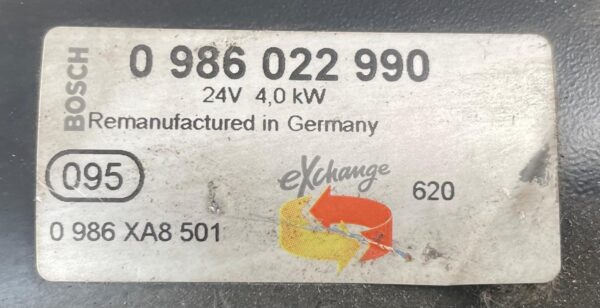 BOSCH
0 986 022 990
24V 4,0 kW
Remanufactured in Germany
095
eXchange
620
0 986 XA8 501